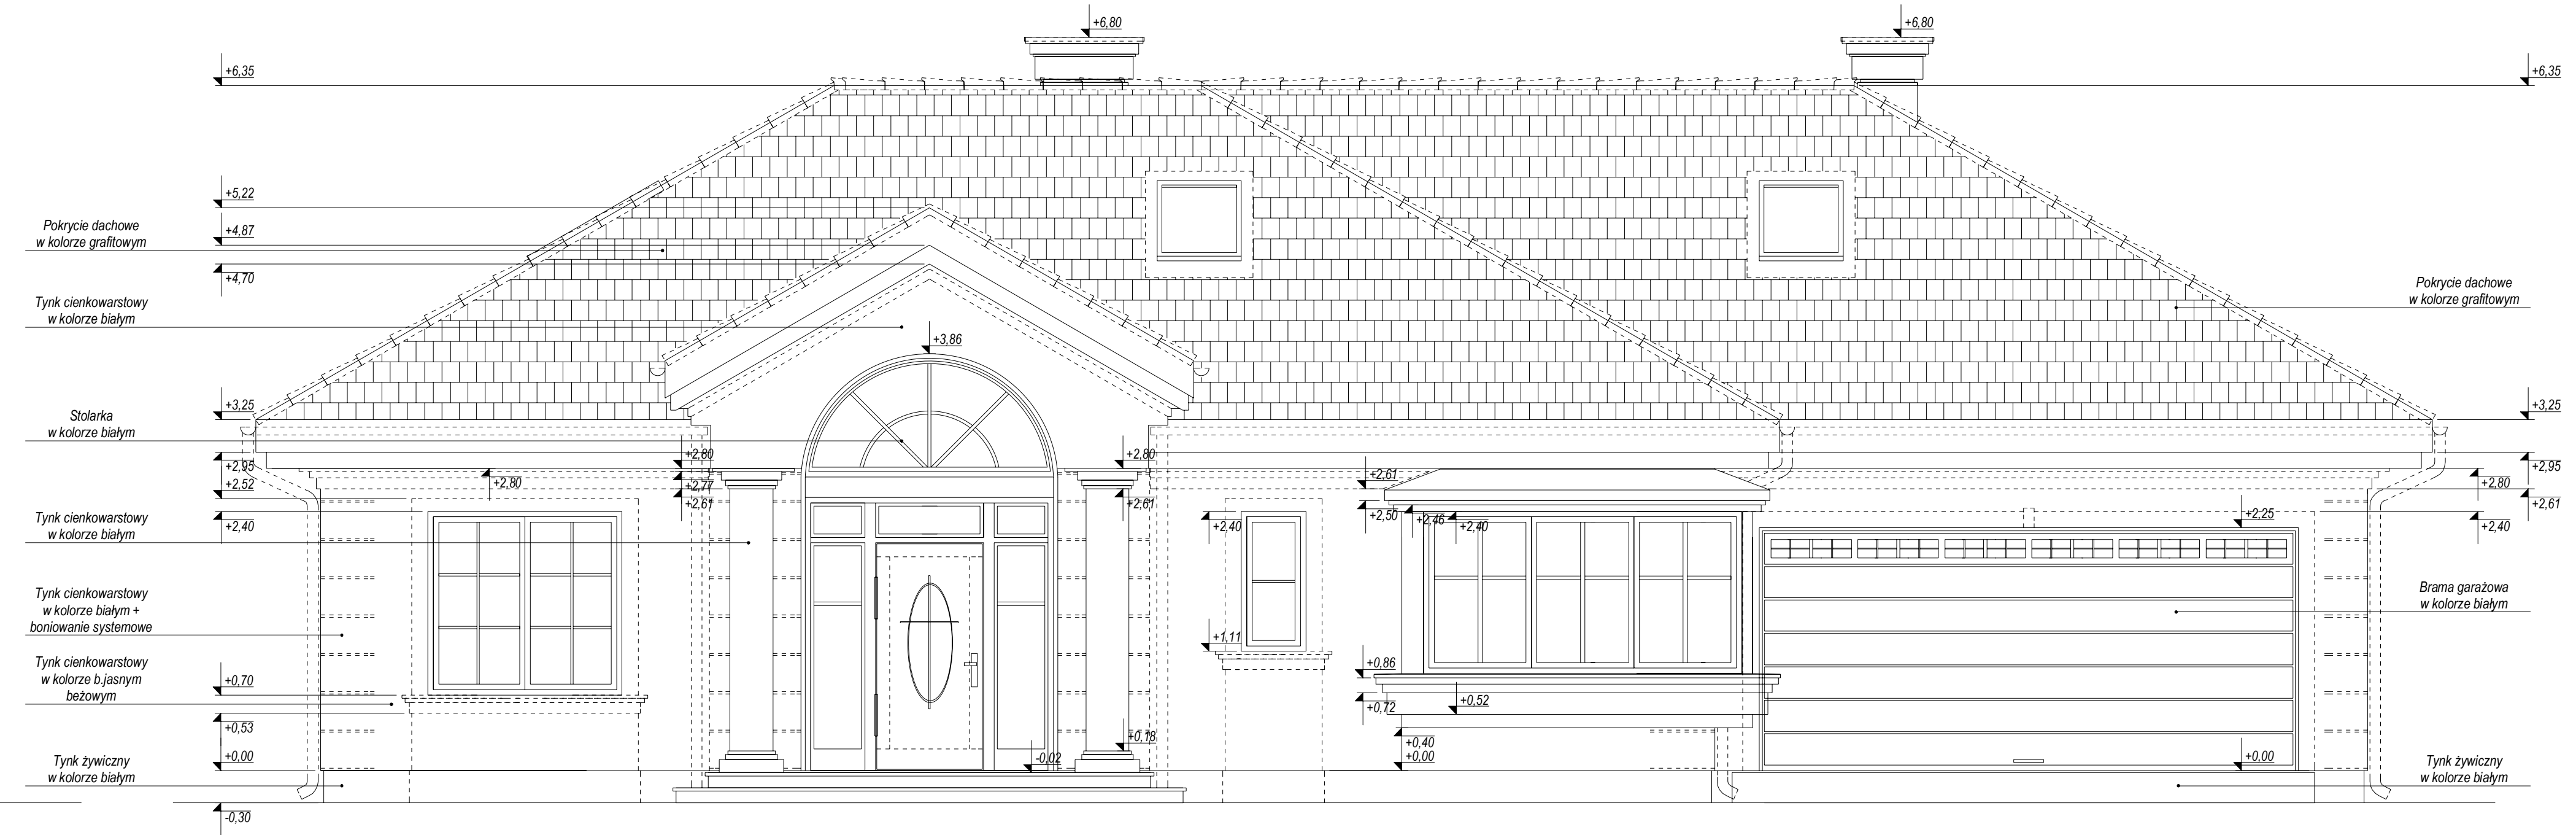 +6,80
+6,80
+6,35
+6,35
+5,22
+4,87
+4,70
Pokrycie dachowe
w kolorze grafitowym
Tynk cienkowarstowy
w kolorze białym
Pokrycie dachowe
w kolorze grafitowym
+3,86
+3,25
+3,25
Stolarka
w kolorze białym
+2,95
+2,52
+2,40
+2,80
+2,80
+2,77
+2,61
+2,80
+2,61
+2,40
+2,61
+2,50
+2,46
+2,40
+2,25
+2,95
+2,80
+2,61
+2,40
Tynk cienkowarstowy
w kolorze białym
Tynk cienkowarstowy
w kolorze białym +
boniowanie systemowe
Brama garażowa
w kolorze białym
Tynk cienkowarstowy
w kolorze b.jasnym
beżowym
+1,11
+0,86
+0,72
+0,52
+0,70
+0,53
+0,00
-0,02
+0,18
+0,40
+0,00
+0,00
Tynk żywiczny
w kolorze białym
Tynk żywiczny
w kolorze białym
-0,30